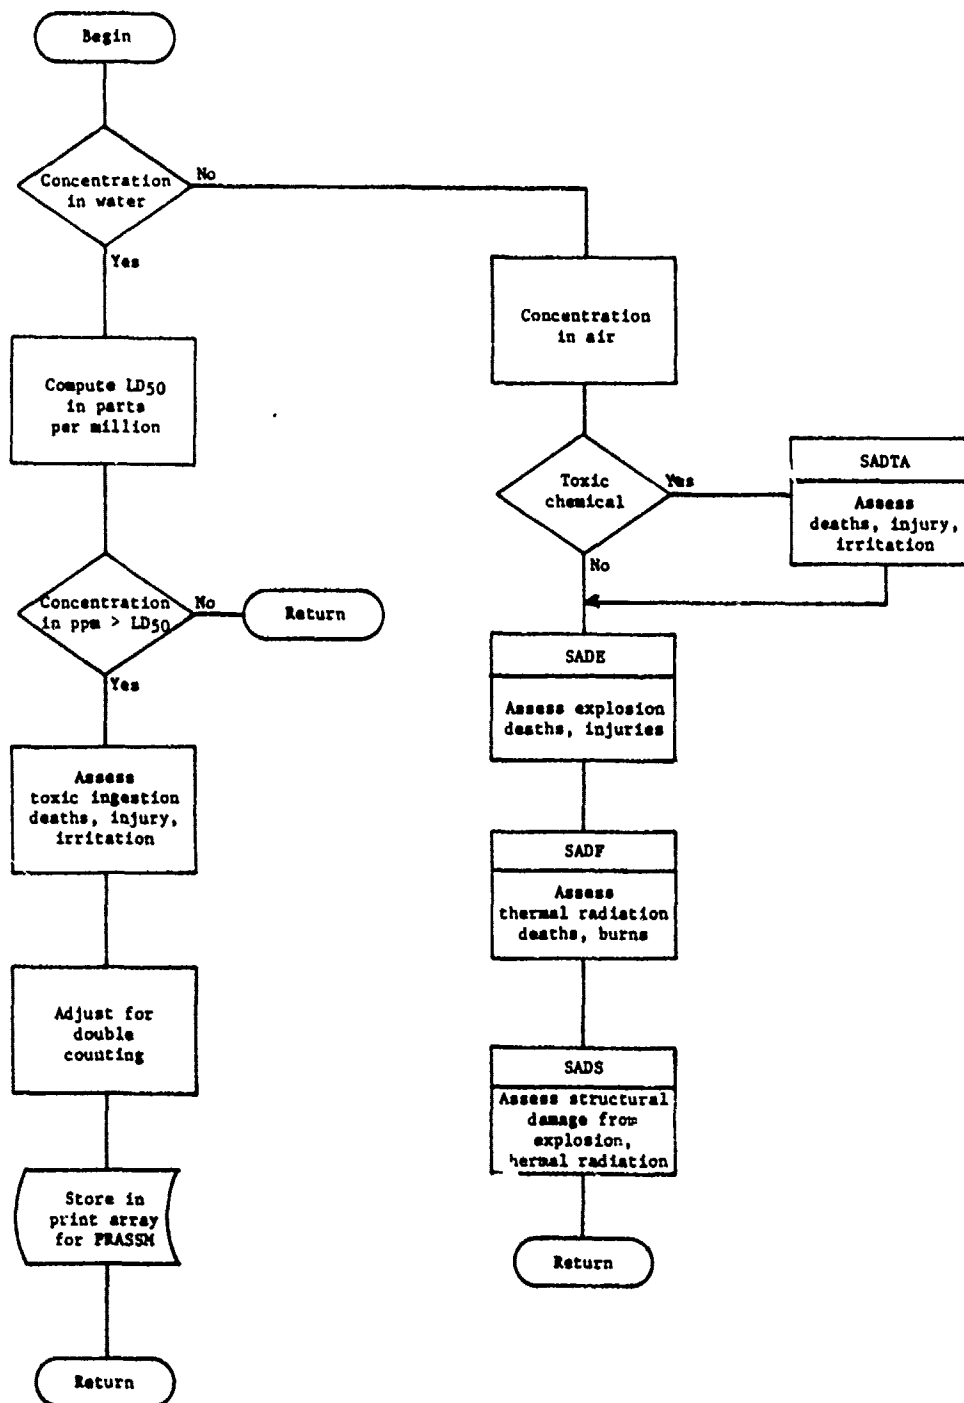 Begin
Concentration
in water
No
Yes
Compute LD50
in parts
per million
Concentration
in ppm > LD50
No
Return
Yes
Assess
toxic ingestion
deaths, injury,
irritation
Adjust for
double
counting
Store in
print array
for PRASSM
Return
Concentration
in air
Toxic
chemical
Yes
SADTA
Assess
deaths, injury,
irritation
No
SADE
Assess explosion
deaths, injuries
SADF
Assess
thermal radiation
deaths, burns
SADS
Assess structural
damage from
explosion,
hermal radiation
Return